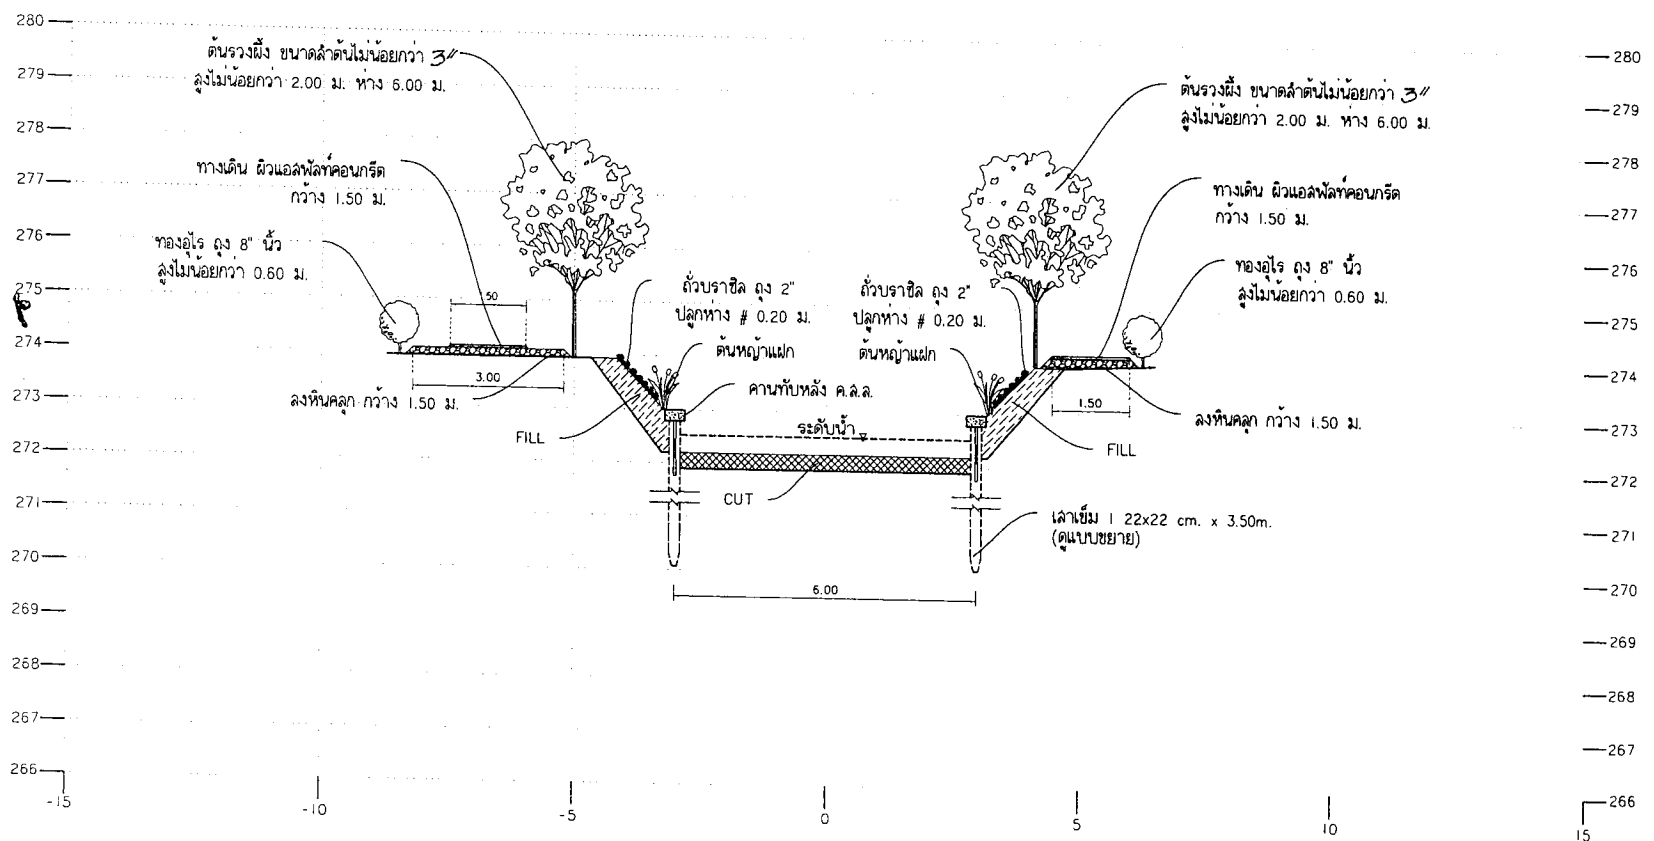 280
279
278
277
276
275
274
273
272
271
270
269
268
267
266
ต้นรวงผึ้ง ขนาดลำต้นไม่น้อยกว่า 3"
สูงไม่น้อยกว่า 2.00 ม. ห่าง 6.00 ม.
ทางเดิน ผิวแอสฟัลท์คอนกรีต
กว้าง 1.50 ม.
ทองอุไร ถุง 8" นิ้ว
สูงไม่น้อยกว่า 0.60 ม.
.50
3.00
ลงหินคลุก กว้าง 1.50 ม.
FILL
ถั่วบราซิล ถุง 2"
ปลูกห่าง # 0.20 ม.
ต้นหญ้าแฝก
คานทับหลัง ค.ส.ล.
ระดับน้ำ
CUT
6.00
ถั่วบราซิล ถุง 2"
ปลูกห่าง # 0.20 ม.
ต้นหญ้าแฝก
ต้นรวงผึ้ง ขนาดลำต้นไม่น้อยกว่า 3"
สูงไม่น้อยกว่า 2.00 ม. ห่าง 6.00 ม.
ทางเดิน ผิวแอสฟัลท์คอนกรีต
กว้าง 1.50 ม.
ทองอุไร ถุง 8" นิ้ว
สูงไม่น้อยกว่า 0.60 ม.
1.50
ลงหินคลุก กว้าง 1.50 ม.
FILL
เสาเข็ม I 22x22 cm. x 3.50m.
(ดูแบบขยาย)
280
279
278
277
276
275
274
273
272
271
270
269
268
267
266
-15
-10
-5
0
5
10
15